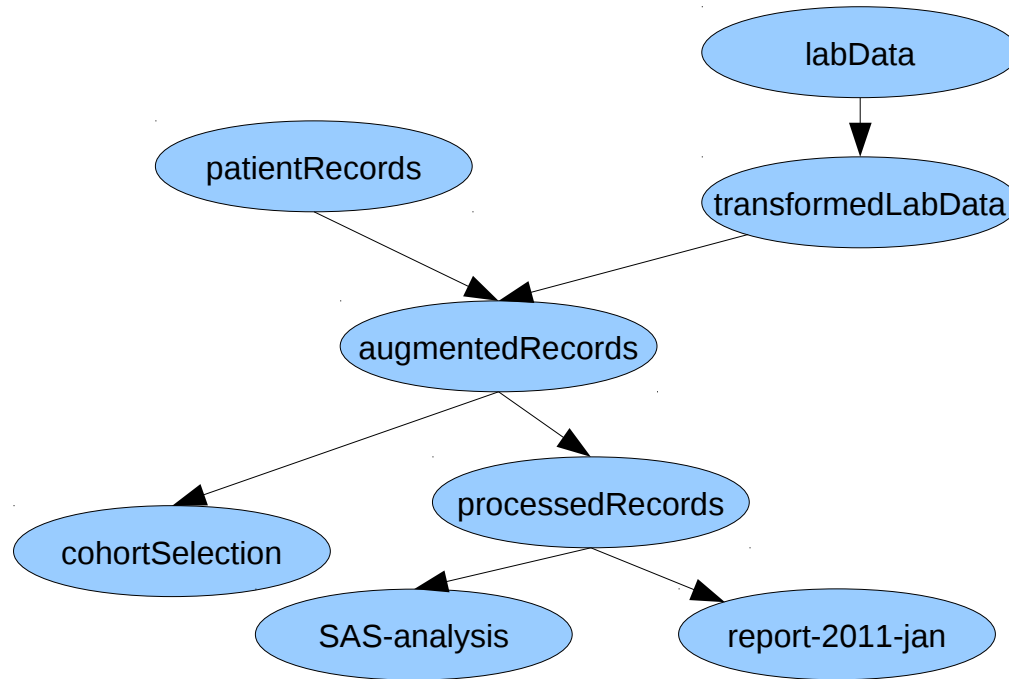 labData
patientRecords
transformedLabData
augmentedRecords
processedRecords
cohortSelection
SAS-analysis
report-2011-jan